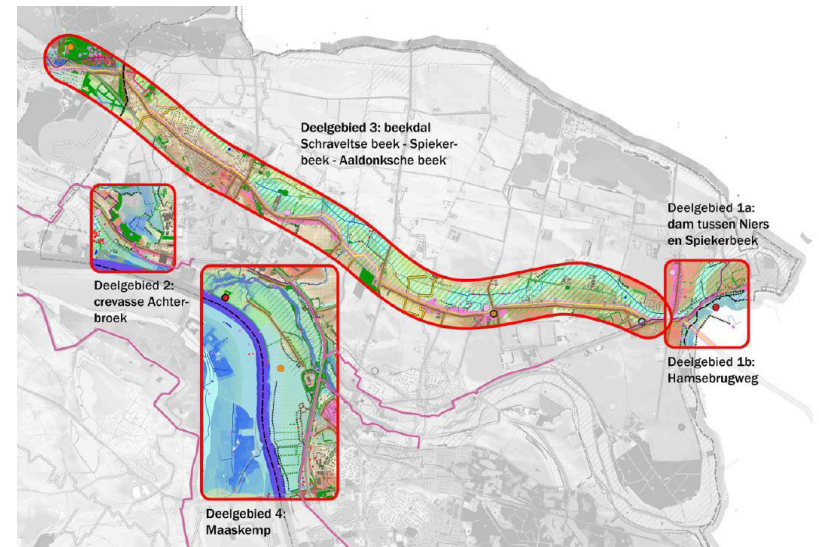 Deelgebied 3: beekdal
Schraveltse beek - Spieker-
beek - Aaldonksche beek
Deelgebied 1a:
dam tussen Niers
en Spiekerbeek
Deelgebied 2:
crevasse Achter-
broek
Deelgebied 1b:
Hamsebrugweg
Deelgebied 4:
Maaskemp